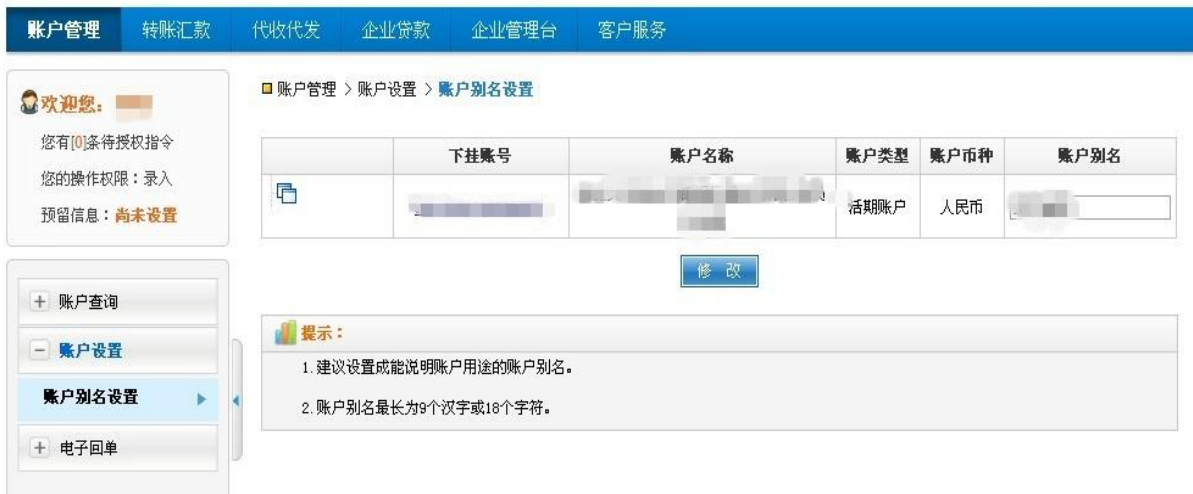 账户管理 转账汇款 代收代发 企业贷款 企业管理台 客户服务
欢迎您：
您有[0]条待授权指令
您的操作权限：录入
预留信息：尚未设置
账户查询
账户设置
账户别名设置
电子回单
账户管理 > 账户设置 > 账户别名设置
下挂账号 账户名称 账户类型 账户币种 账户别名
活期账户 人民币
修 改
提示：
1.建议设置成能说明账户用途的账户别名。
2.账户别名最长为9个汉字或18个字符。